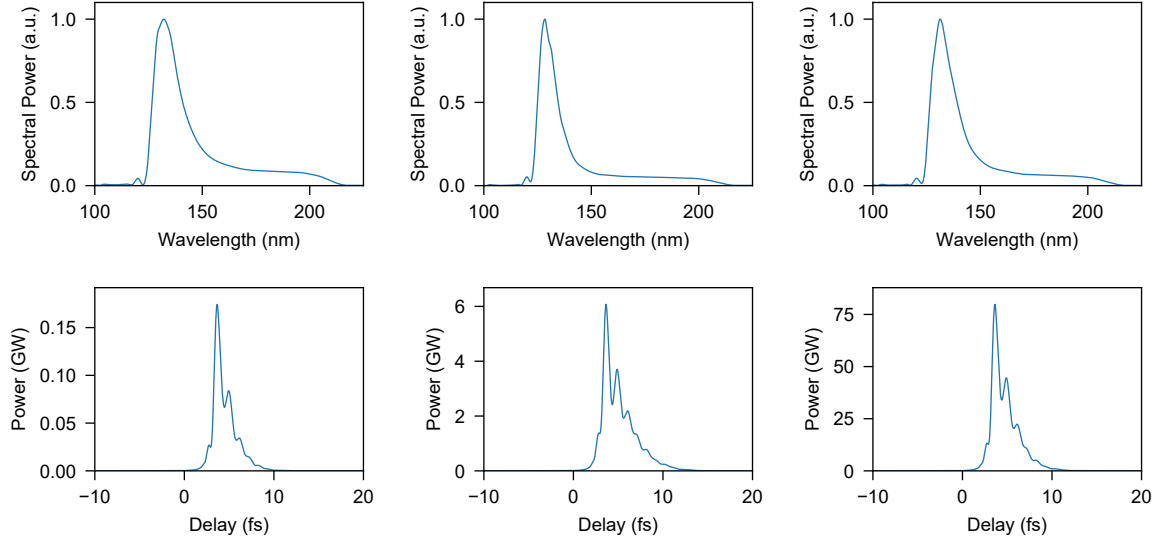 1.0
0.5
0.0
Spectral Power (a.u.)
100 150 200
Wavelength (nm)
1.0
0.5
0.0
Spectral Power (a.u.)
100 150 200
Wavelength (nm)
1.0
0.5
0.0
Spectral Power (a.u.)
100 150 200
Wavelength (nm)
0.15
0.10
0.05
0.00
Power (GW)
−10 0 10 20
Delay (fs)
6
4
2
0
Power (GW)
−10 0 10 20
Delay (fs)
75
50
25
0
Power (GW)
−10 0 10 20
Delay (fs)